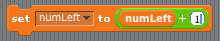 set numLeft to numLeft + 1